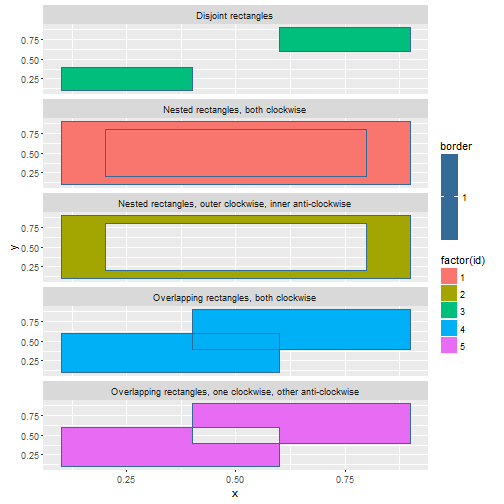 Disjoint rectangles
0.75
0.50
0.25
Nested rectangles, both clockwise
0.75
0.50
0.25
Nested rectangles, outer clockwise, inner anti-clockwise
0.75
0.50
0.25
y
Overlapping rectangles, both clockwise
0.75
0.50
0.25
Overlapping rectangles, one clockwise, other anti-clockwise
0.75
0.50
0.25
0.25 0.50 0.75
x
border
1
factor(id)
1
2
3
4
5